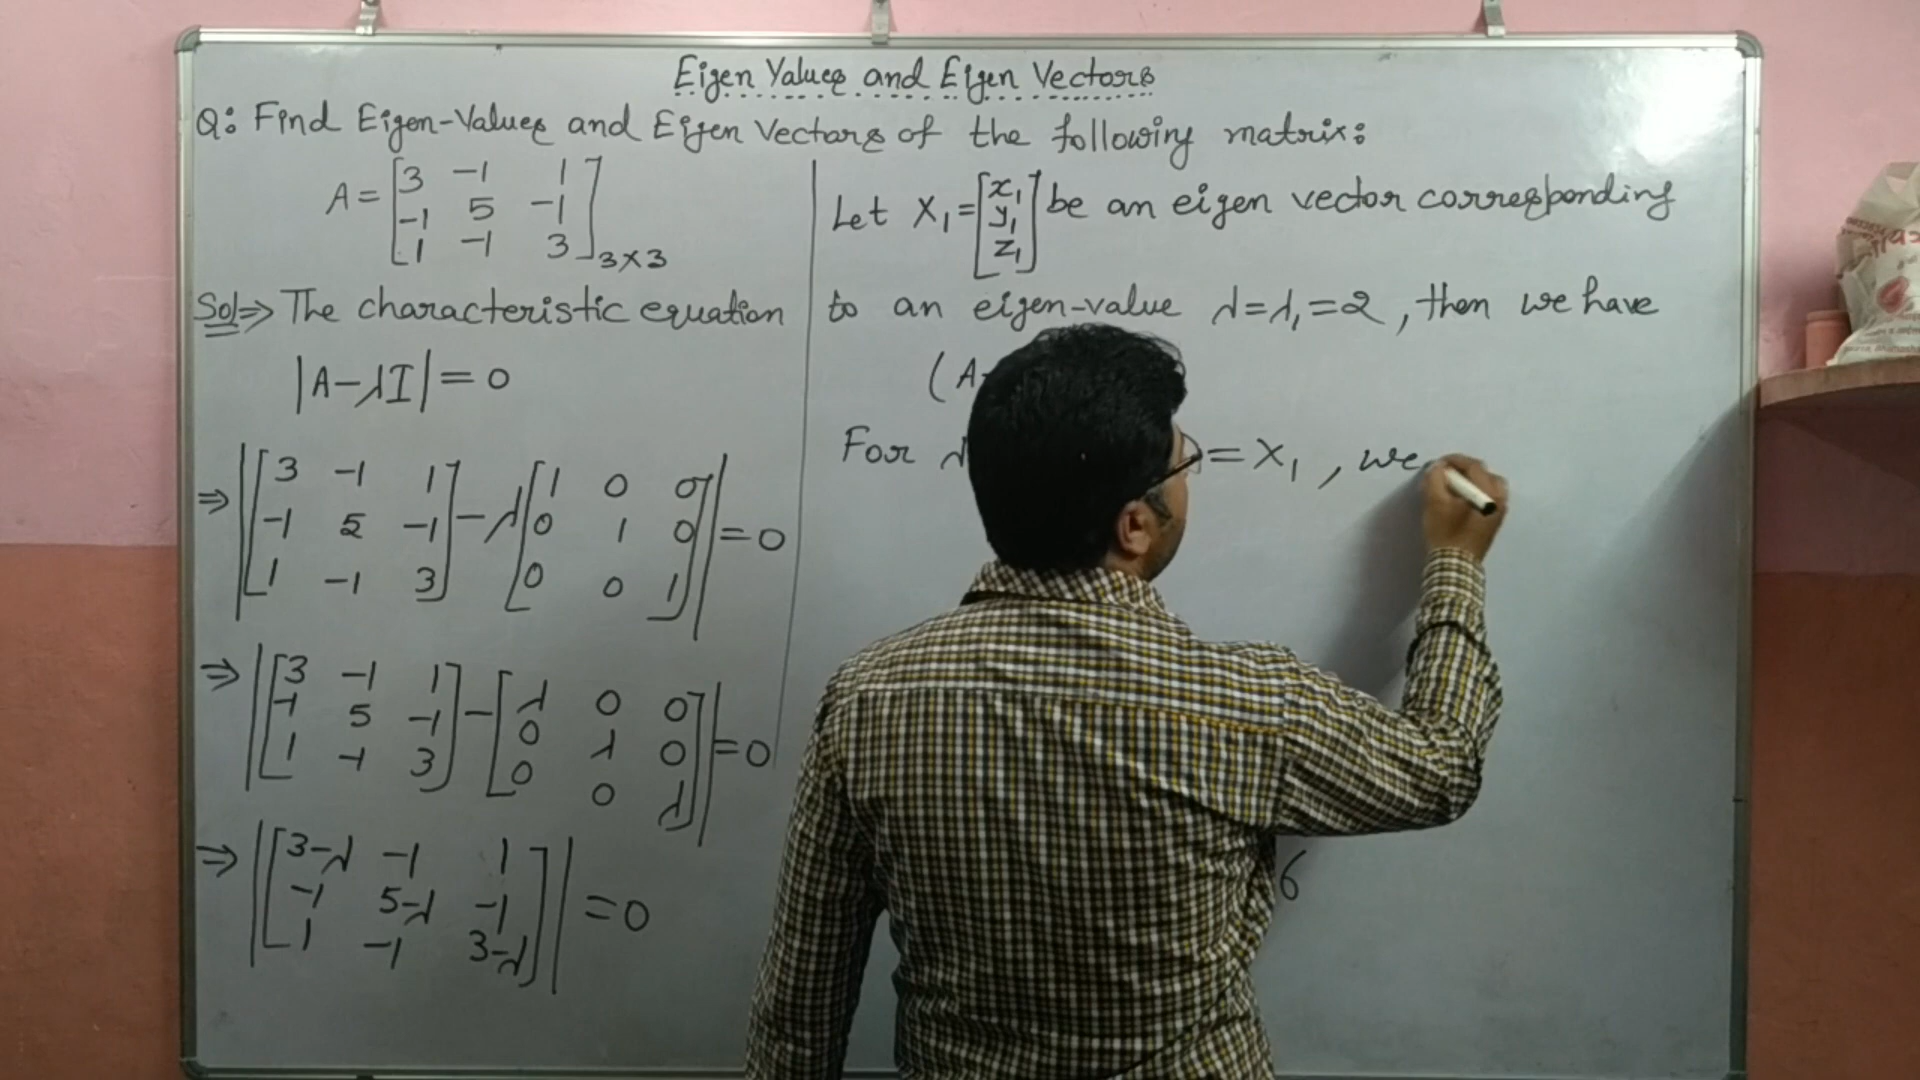 Eigen Values and Eigen Vectors
Q: Find Eigen-Values and Eigen Vectors of the following matrix:
A = [3 -1 1
-1 5 -1
1 -1 3] 3×3
Sol⇒ The characteristic equation
|A-λI| = 0
⇒ |[3 -1 1
-1 5 -1
1 -1 3] - λ[1 0 0
0 1 0
0 0 1]| = 0
⇒ |[3 -1 1
-1 5 -1
1 -1 3] - [λ 0 0
0 λ 0
0 0 λ]| = 0
⇒ |[3-λ -1 1
-1 5-λ -1
1 -1 3-λ]| = 0
Let X₁ = [x₁
y₁
z₁] be an eigen vector corresponding
to an eigen-value λ=λ₁=2, then we have
(A-
For λ = X₁, we
6